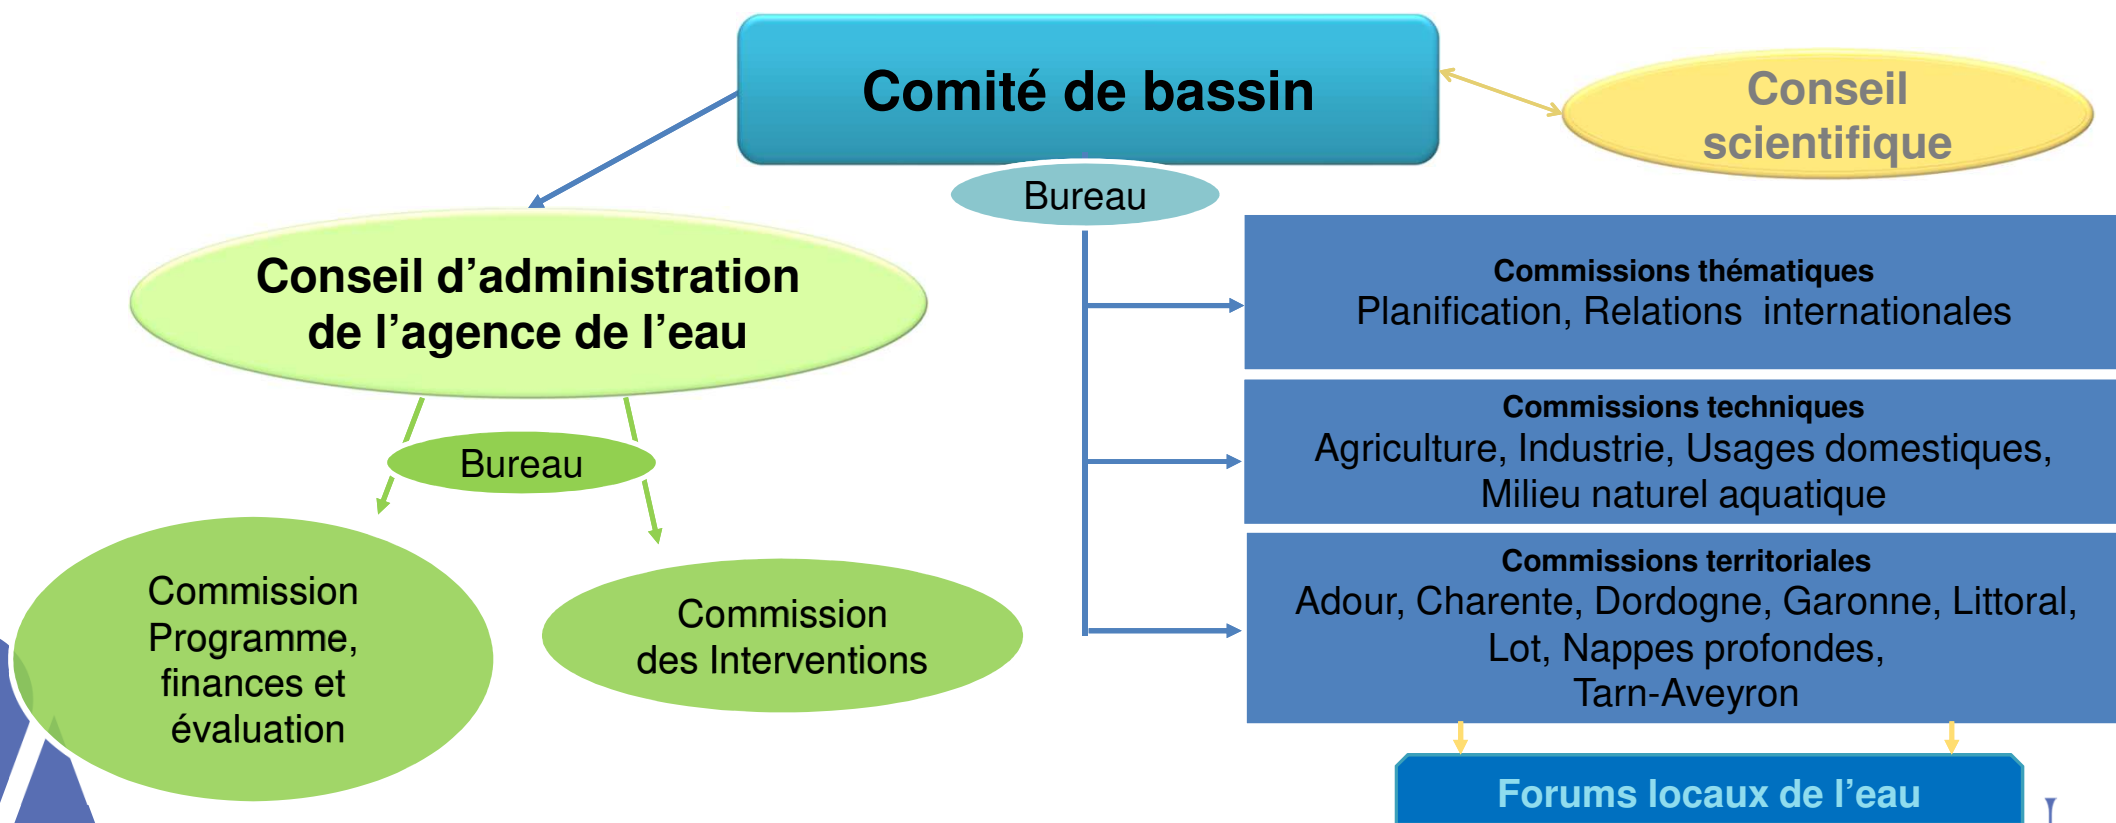 Comité de bassin
Conseil
scientifique
Bureau
Conseil d’administration
de l’agence de l’eau
Bureau
Commission
Programme,
finances et
évaluation
Commission
des Interventions
Commissions thématiques
Planification, Relations internationales
Commissions techniques
Agriculture, Industrie, Usages domestiques,
Milieu naturel aquatique
Commissions territoriales
Adour, Charente, Dordogne, Garonne, Littoral,
Lot, Nappes profondes,
Tarn-Aveyron
Forums locaux de l’eau